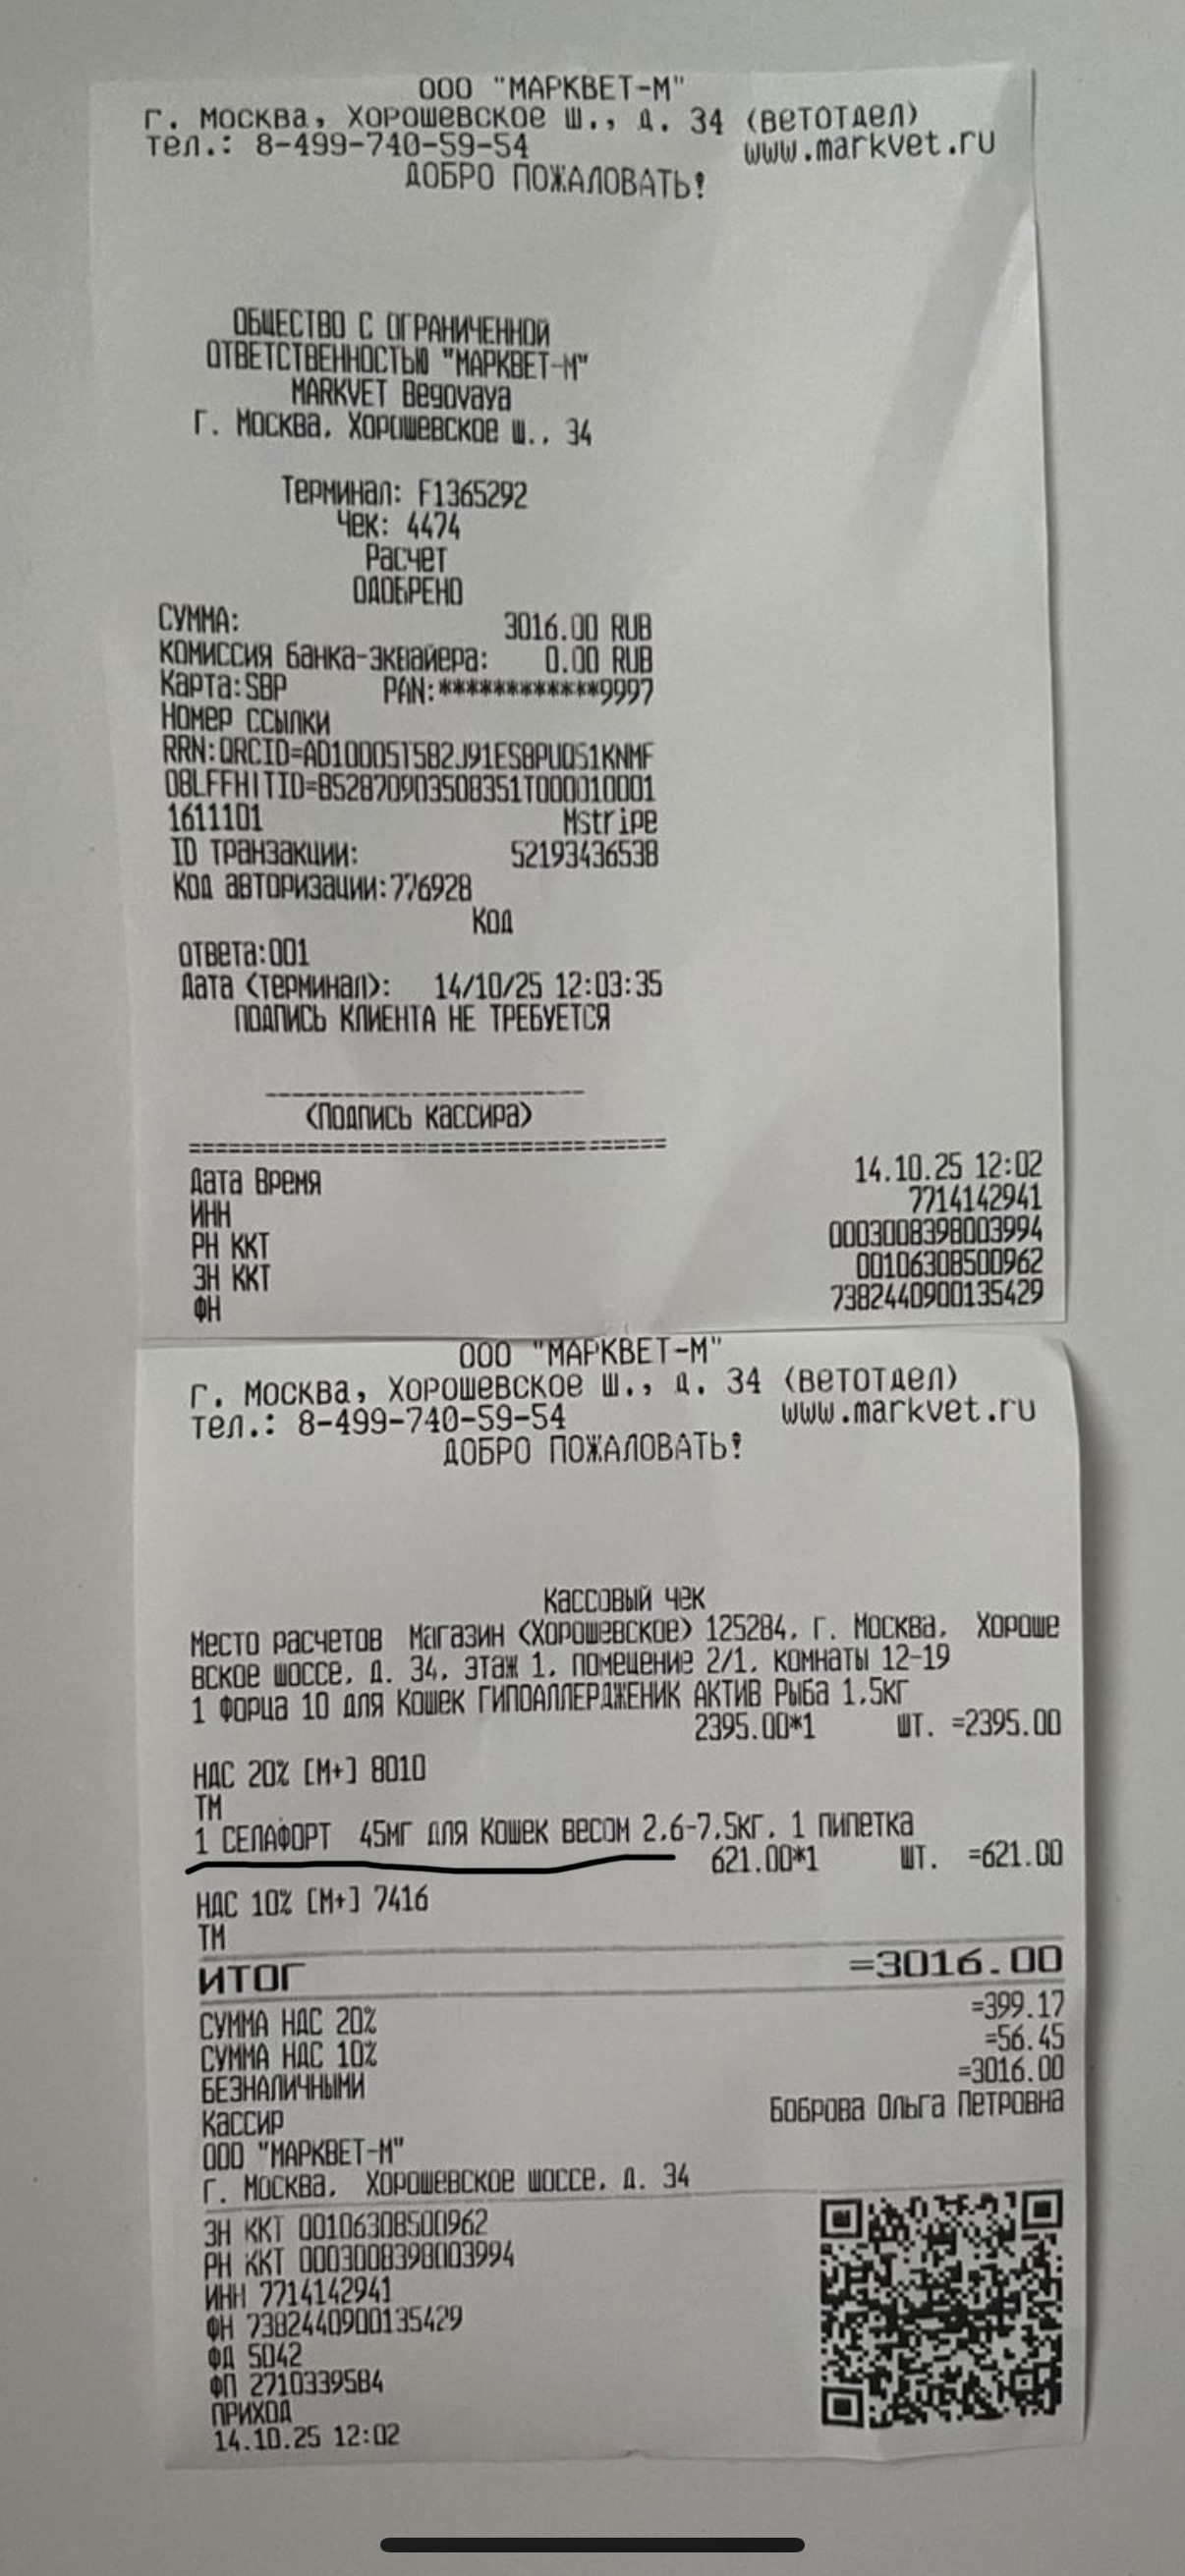 ООО "МАРКВЕТ-М"
г. Москва, Хорошевское ш., д. 34 (ветотдел)
тел.: 8-499-740-59-54 www.markvet.ru
ДОБРО ПОЖАЛОВАТЬ!
ОБЩЕСТВО С ОГРАНИЧЕННОЙ
ОТВЕТСТВЕННОСТЬЮ "МАРКВЕТ-М"
MARKVET Begovaya
Г. Москва, Хорошевское ш., 34
Терминал: F1365292
Чек: 4474
Расчет
ОДОБРЕНО
СУММА: 3016.00 RUB
КОМИССИЯ банка-эквайера: 0.00 RUB
Карта:SBP PAN:************9997
Номер ссылки
RRN:QRCID=AD10005T582J91ES8PUQS1KNMF
08LFFHITID=B52870903508351T000010001
1611101 Mstripe
ID транзакции: 52193436538
Код авторизации:776928
Код
ответа:001
Дата (терминал): 14/10/25 12:03:35
ПОДПИСЬ КЛИЕНТА НЕ ТРЕБУЕТСЯ
(Подпись кассира)
====================================
Дата Время 14.10.25 12:02
ИНН 7714142941
РН ККТ 0003008398003994
ЗН ККТ 00106308500962
ФН 7382440900135429
ООО "МАРКВЕТ-М"
г. Москва, Хорошевское ш., д. 34 (ветотдел)
тел.: 8-499-740-59-54 www.markvet.ru
ДОБРО ПОЖАЛОВАТЬ!
Кассовый чек
Место расчетов Магазин (Хорошевское) 125284, г. Москва, Хороше
вское шоссе, д. 34, этаж 1, помещение 2/1, комнаты 12-19
1 Форца 10 для Кошек ГИПОАЛЛЕРДЖЕНИК АКТИВ Рыба 1,5кг
2395.00*1 ШТ. =2395.00
НДС 20% [М+] 8010
ТМ
1 СЕЛАФОРТ 45мг для Кошек весом 2,6-7,5кг, 1 пипетка
621.00*1 ШТ. =621.00
НДС 10% [М+] 7416
ТМ
ИТОГ =3016.00
СУММА НДС 20% =399.17
СУММА НДС 10% =56.45
БЕЗНАЛИЧНЫМИ =3016.00
Кассир Боброва Ольга Петровна
ООО "МАРКВЕТ-М"
г. Москва, Хорошевское шоссе, д. 34
ЗН ККТ 00106308500962
РН ККТ 0003008398003994
ИНН 7714142941
ФН 7382440900135429
ФД 5042
ФП 2710339584
ПРИХОД
14.10.25 12:02